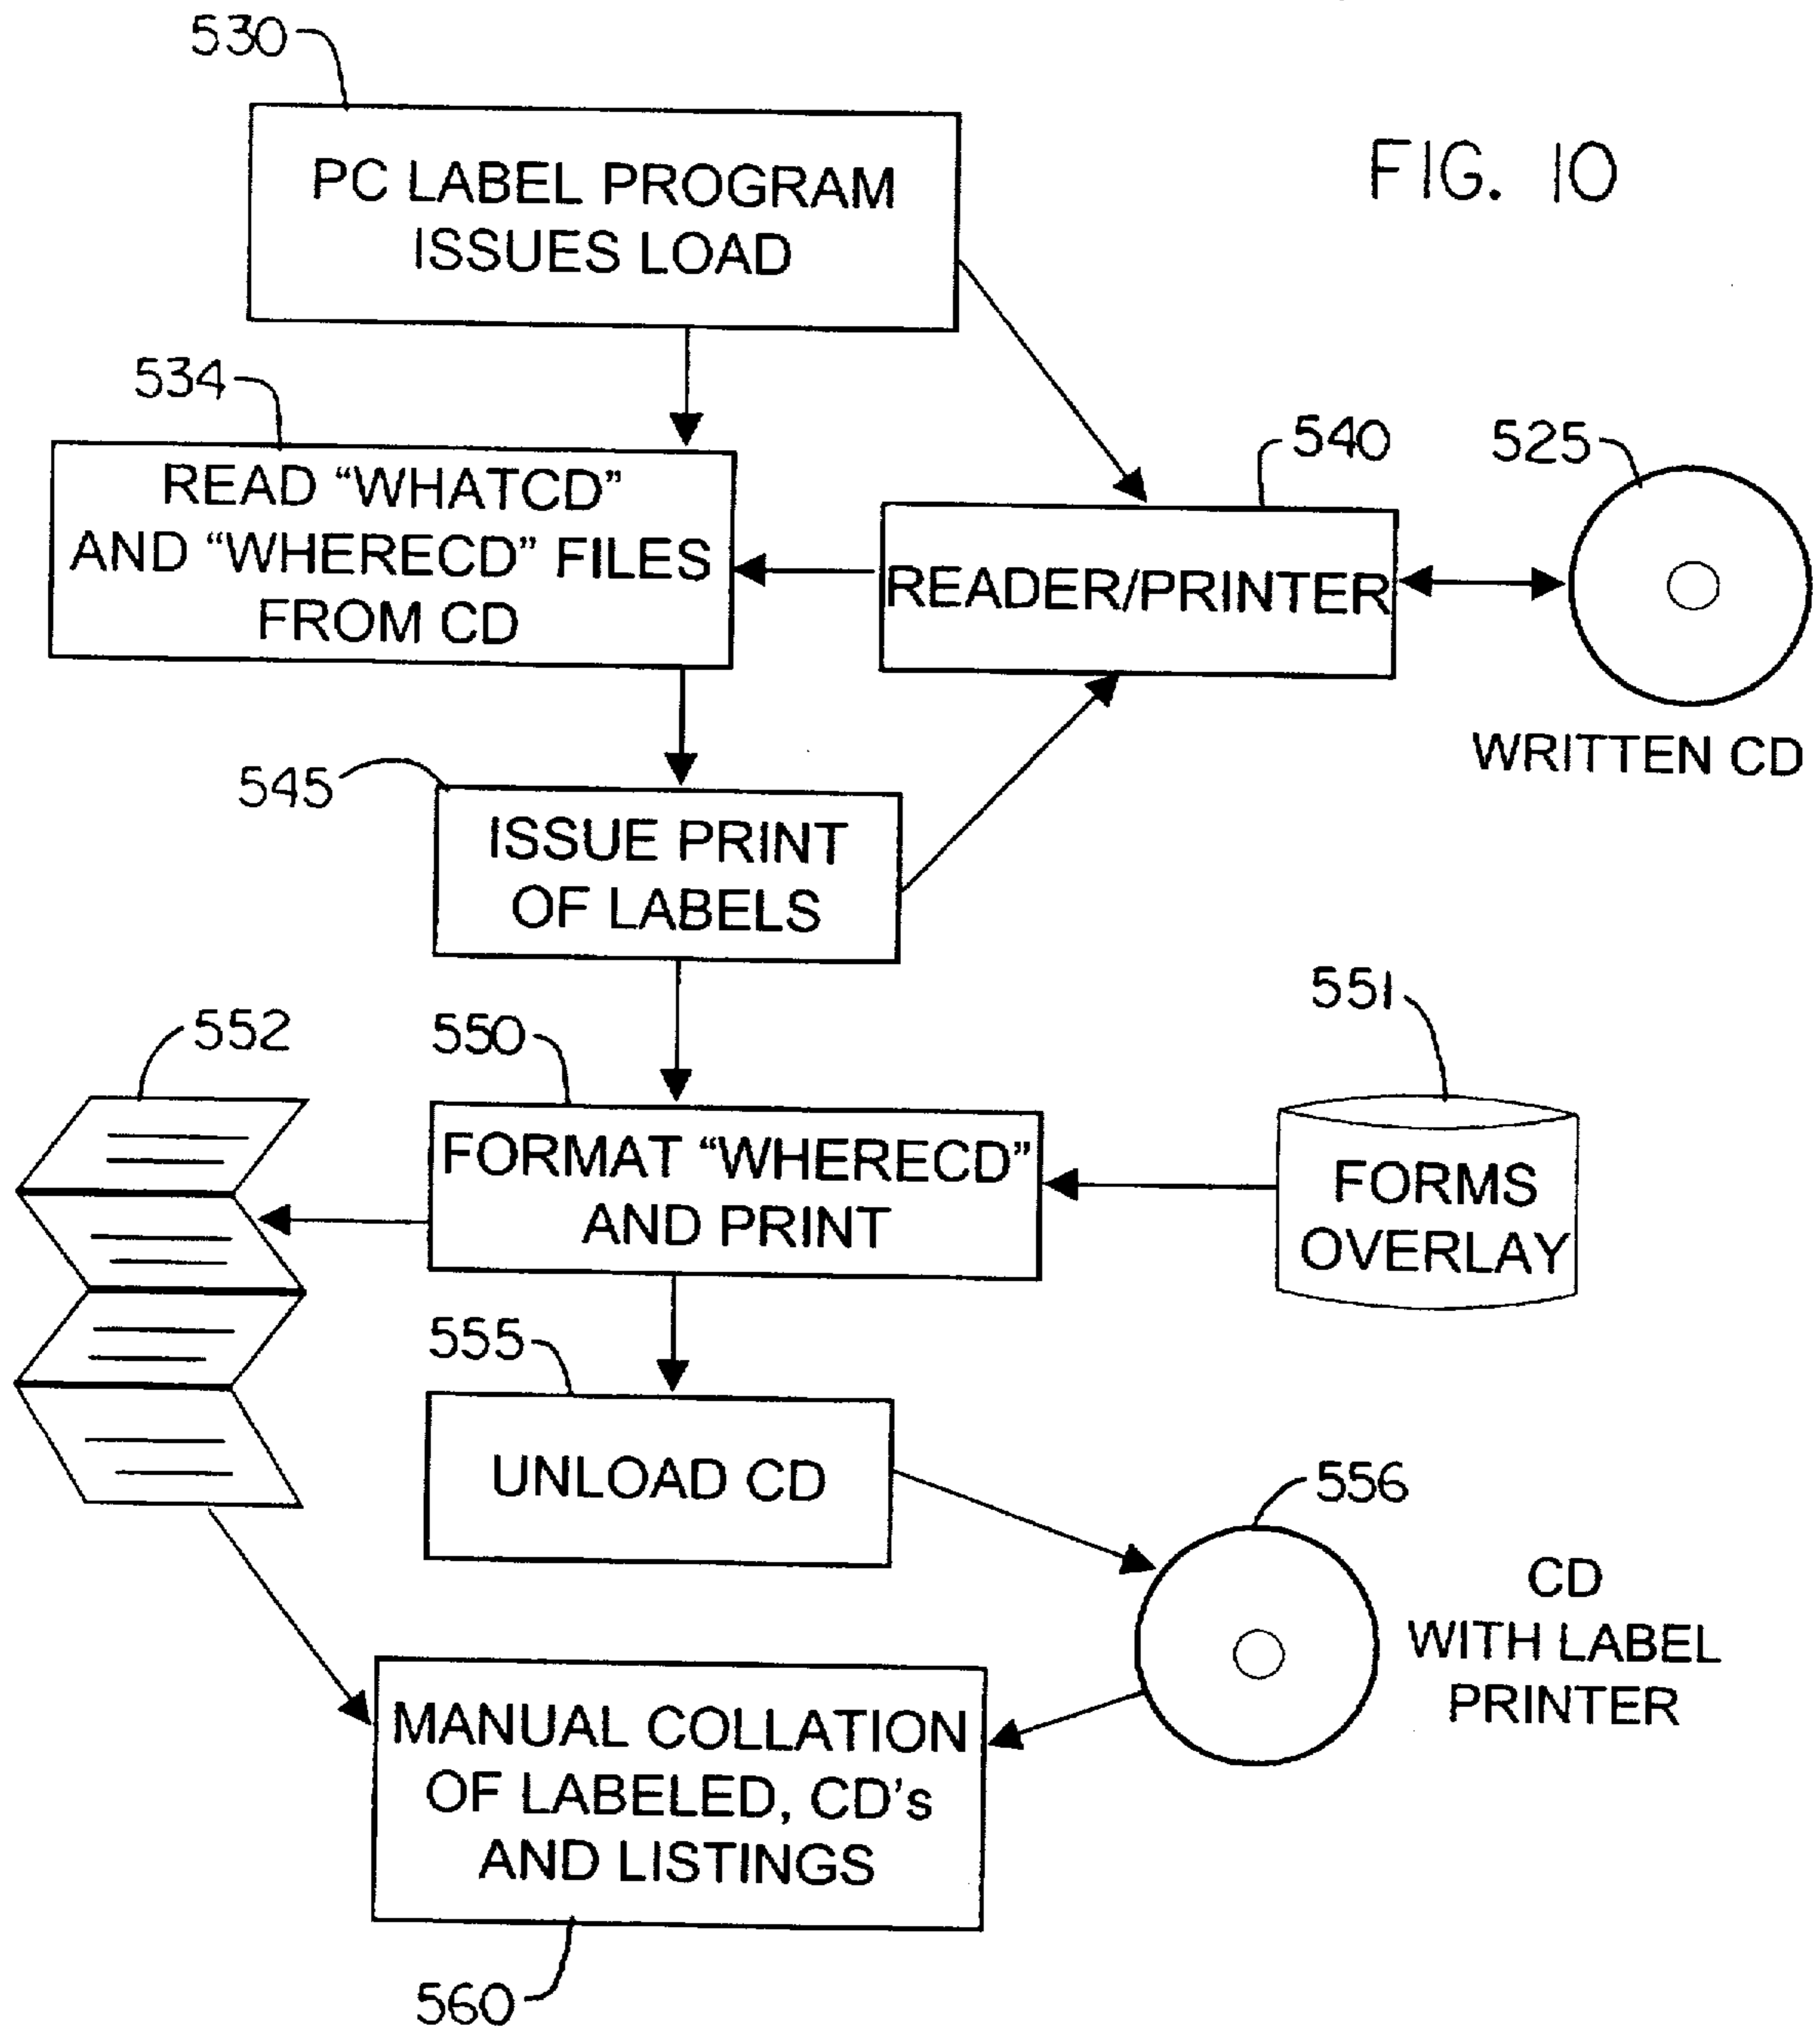 530
FIG. 10
PC LABEL PROGRAM
ISSUES LOAD
534
READ “WHATCD”
AND “WHERECD” FILES
FROM CD
540
READER/PRINTER
525
WRITTEN CD
545
ISSUE PRINT
OF LABELS
552
550
FORMAT “WHERECD”
AND PRINT
551
FORMS
OVERLAY
555
UNLOAD CD
556
CD
WITH LABEL
PRINTER
MANUAL COLLATION
OF LABELED, CD’s
AND LISTINGS
560